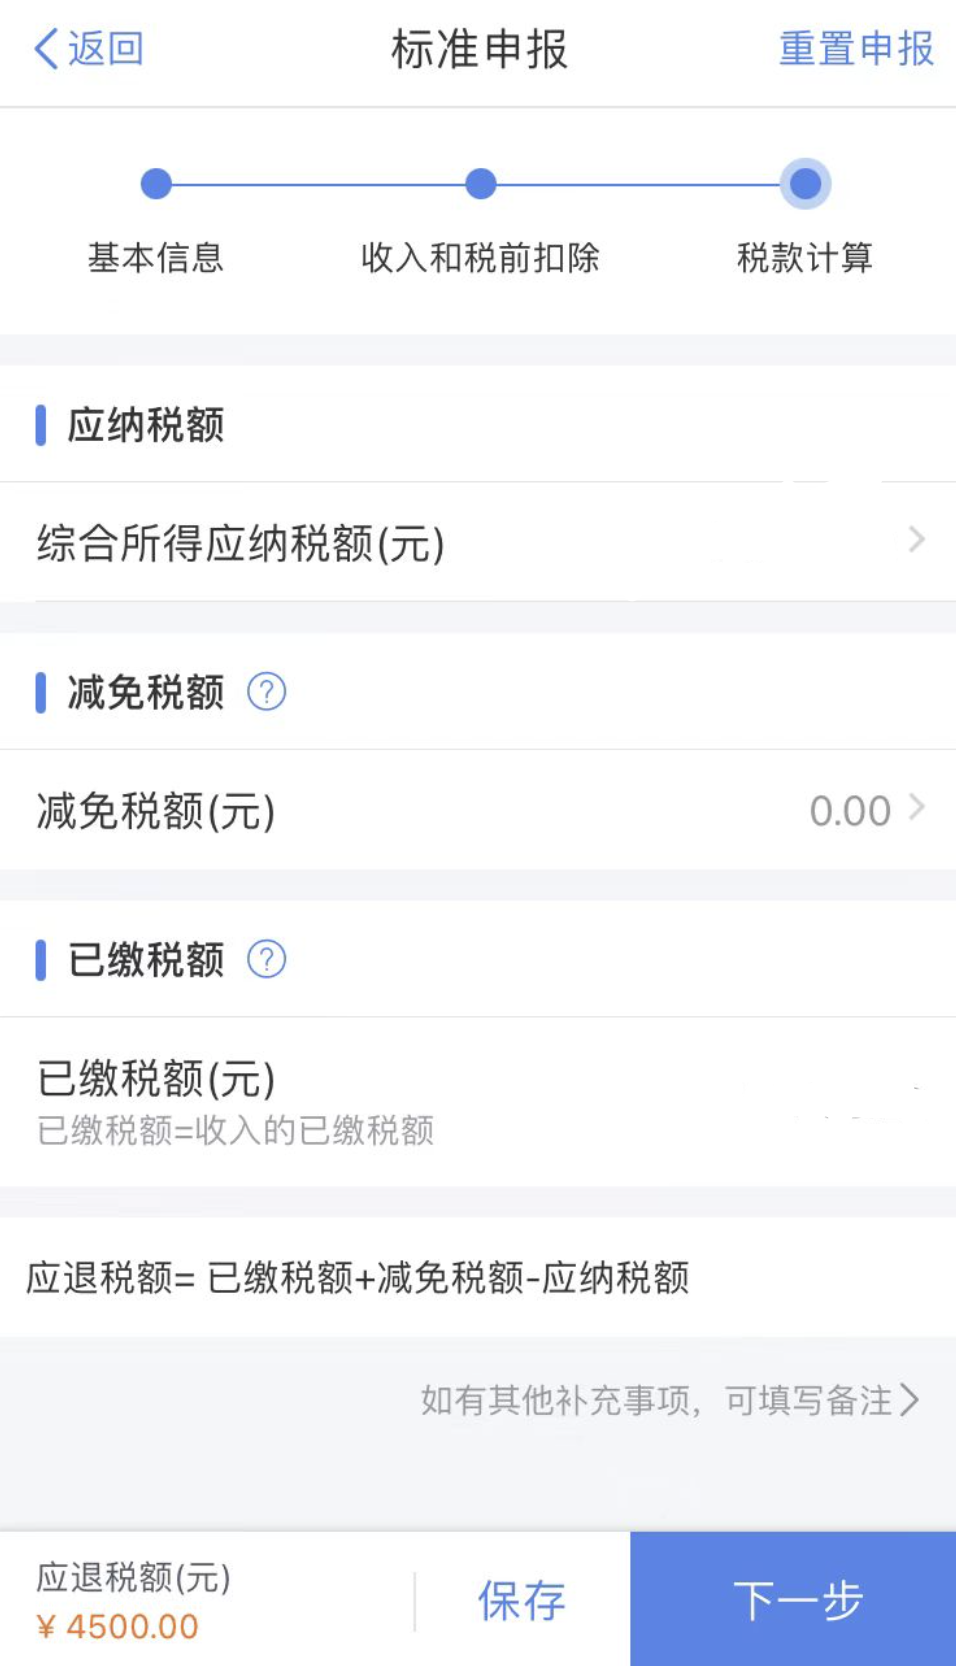 返回 标准申报 重置申报
基本信息 收入和税前扣除 税款计算
应纳税额
综合所得应纳税额(元)
减免税额 ?
减免税额(元) 0.00
已缴税额 ?
已缴税额(元)
已缴税额=收入的已缴税额
应退税额= 已缴税额+减免税额-应纳税额
如有其他补充事项，可填写备注
应退税额(元)
¥ 4500.00
保存 下一步